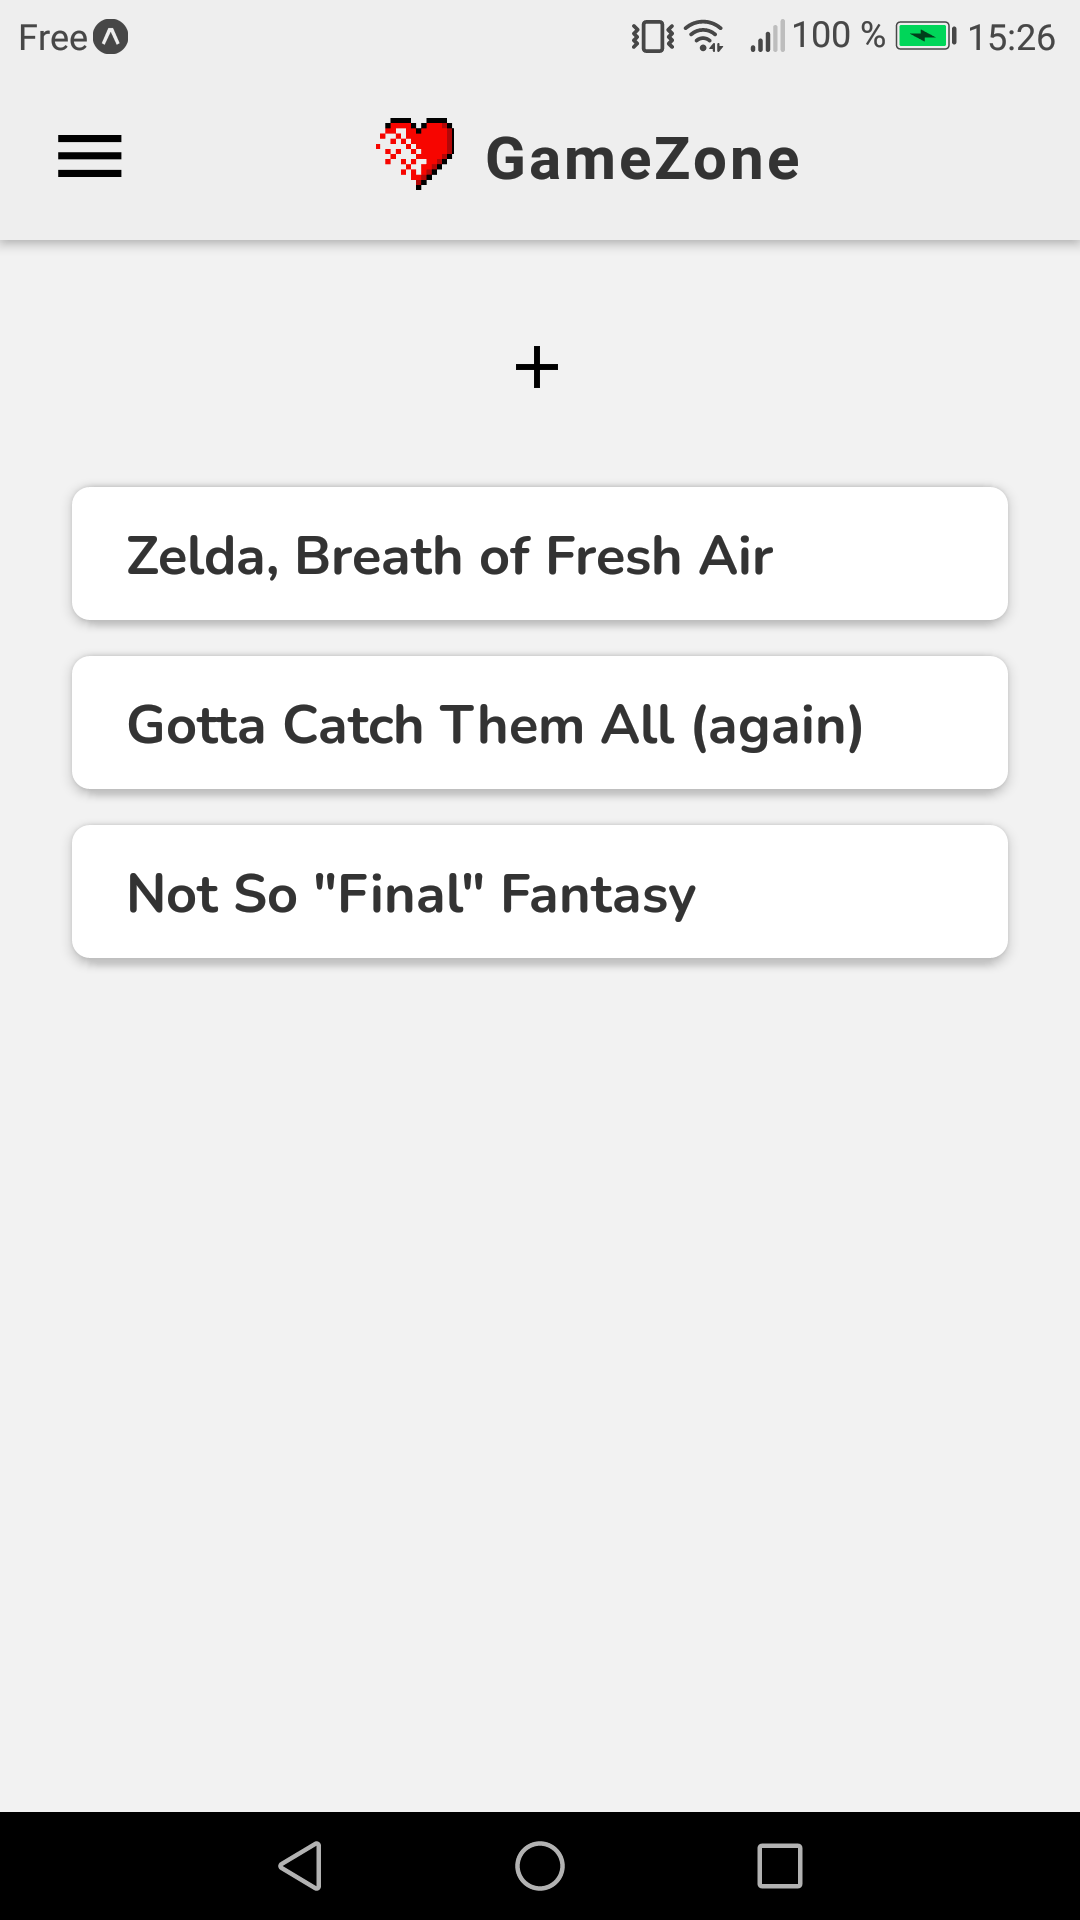 Free 100 % 15:26
GameZone
Zelda, Breath of Fresh Air
Gotta Catch Them All (again)
Not So "Final" Fantasy